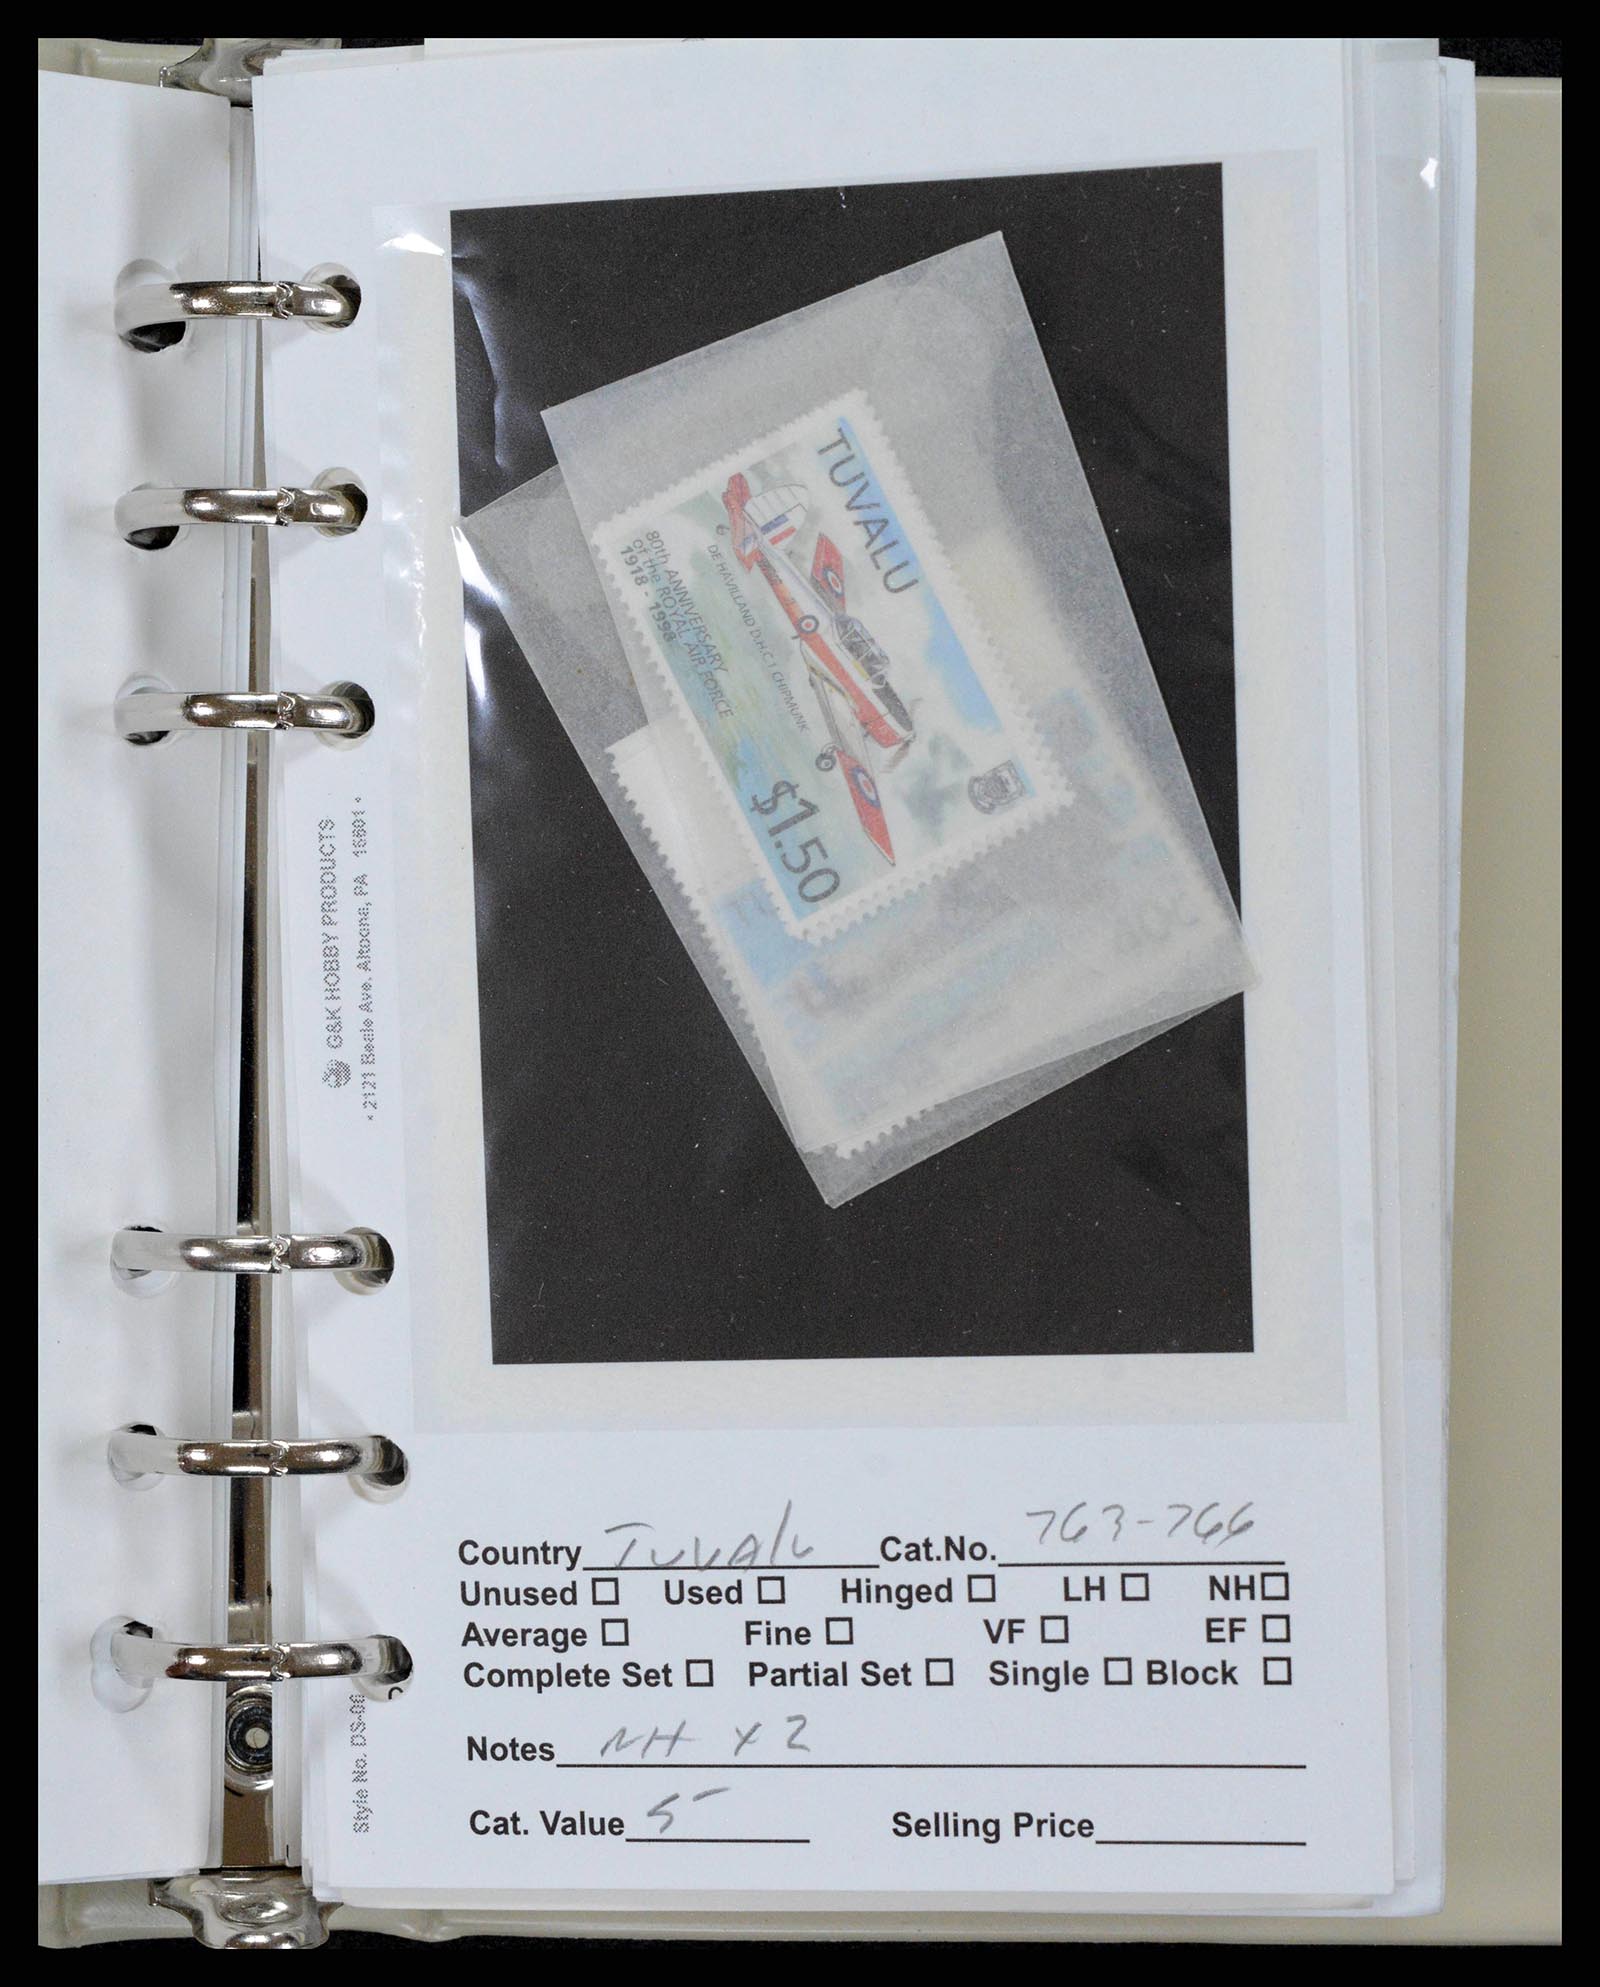 TUVALU
DE HAVILLAND D.H.C 1 CHIPMUNK
80th ANNIVERSARY
of the ROYAL AIR FORCE
1918 - 1998
$1.50
G&K HOBBY PRODUCTS
• 2121 Beale Ave. Altoona, PA 16601 •
Country Tuvalu Cat.No. 763-766
Unused Used Hinged LH NH
Average Fine VF EF
Complete Set Partial Set Single Block
Notes NH x2
Cat. Value 5- Selling Price
Style No. DS-06